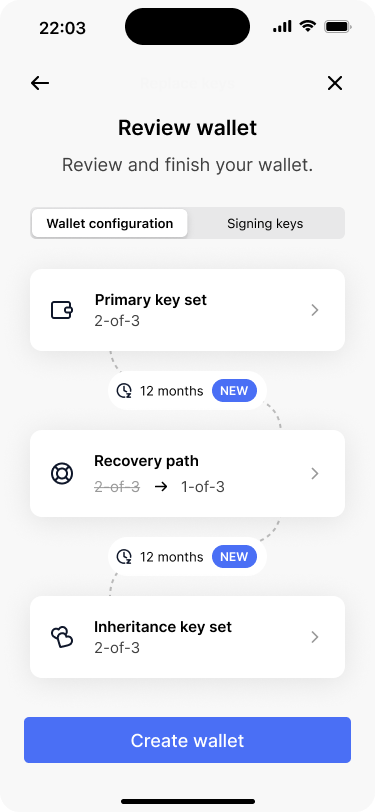 22:03
Review wallet
Review and finish your wallet.
Wallet configuration
Signing keys
Primary key set
2-of-3
12 months NEW
Recovery path
2-of-3 → 1-of-3
12 months NEW
Inheritance key set
2-of-3
Create wallet